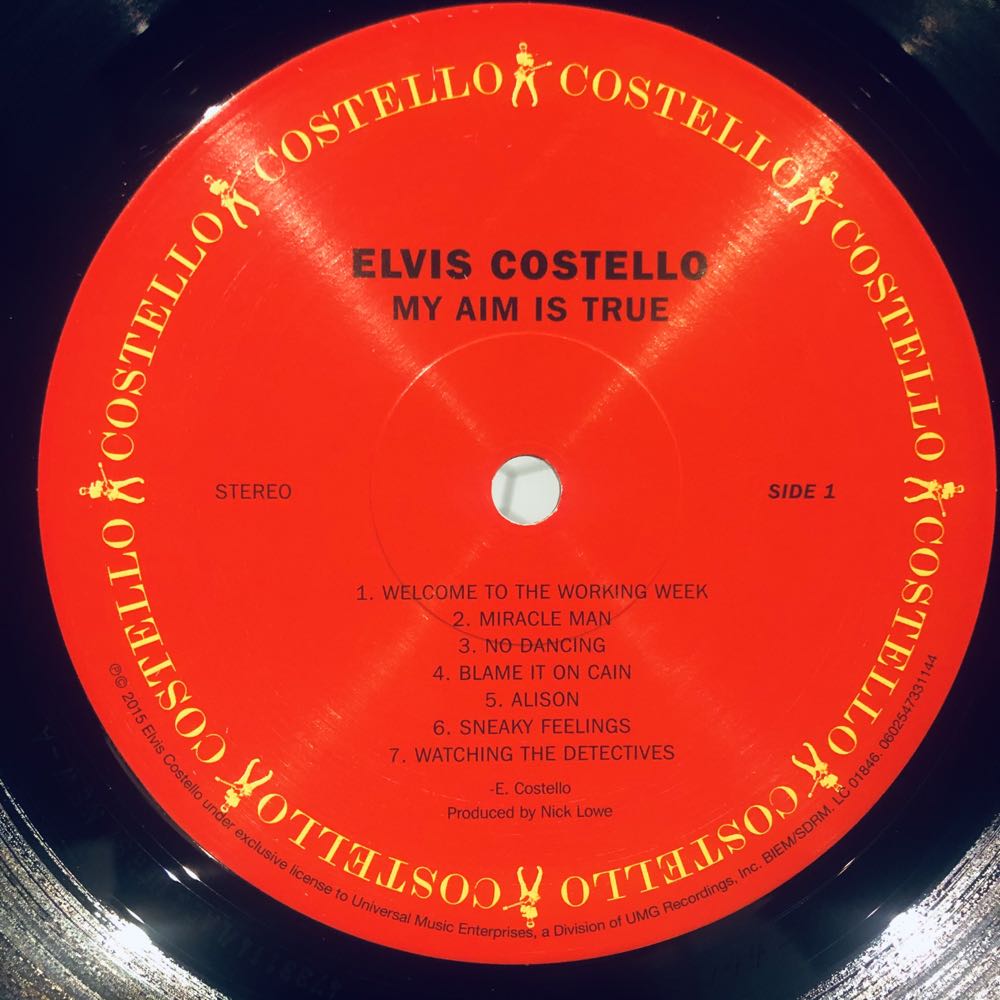 COSTELLO COSTELLO COSTELLO COSTELLO COSTELLO COSTELLO COSTELLO COSTELLO
ELVIS COSTELLO
MY AIM IS TRUE
STEREO
SIDE 1
1. WELCOME TO THE WORKING WEEK
2. MIRACLE MAN
3. NO DANCING
4. BLAME IT ON CAIN
5. ALISON
6. SNEAKY FEELINGS
7. WATCHING THE DETECTIVES
-E. Costello
Produced by Nick Lowe
℗© 2015 Elvis Costello under exclusive license to Universal Music Enterprises, a Division of UMG Recordings, Inc. BIEM/SDRM. LC 01846. 0602547331144